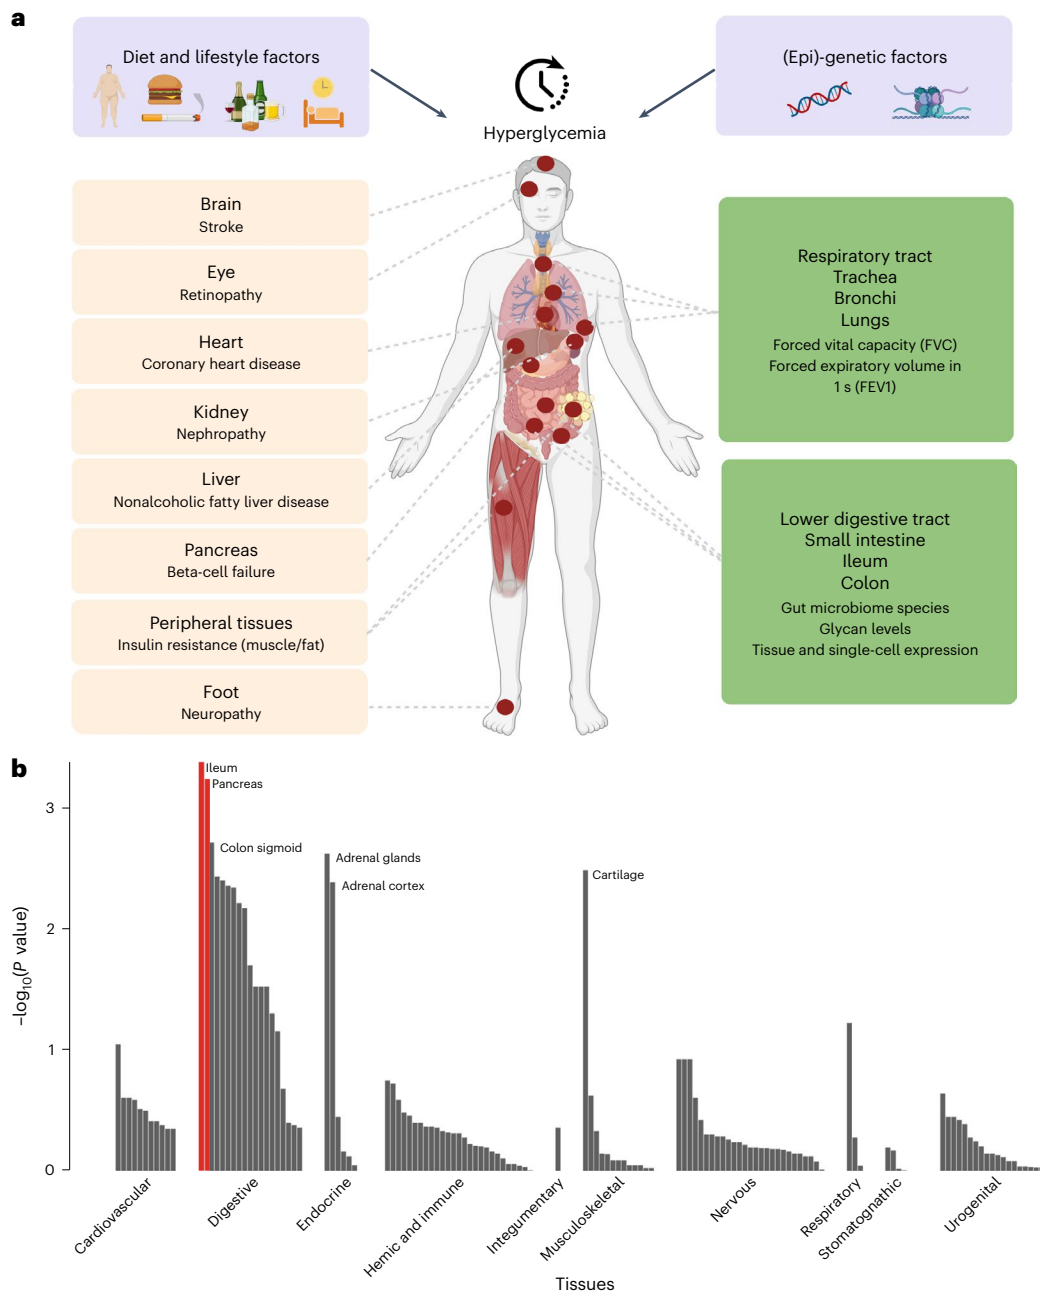 a
Diet and lifestyle factors
Hyperglycemia
(Epi)-genetic factors
Brain
Stroke
Eye
Retinopathy
Heart
Coronary heart disease
Kidney
Nephropathy
Liver
Nonalcoholic fatty liver disease
Pancreas
Beta-cell failure
Peripheral tissues
Insulin resistance (muscle/fat)
Foot
Neuropathy
Respiratory tract
Trachea
Bronchi
Lungs
Forced vital capacity (FVC)
Forced expiratory volume in
1 s (FEV1)
Lower digestive tract
Small intestine
Ileum
Colon
Gut microbiome species
Glycan levels
Tissue and single-cell expression
b
−log10(P value)
3
2
1
0
Ileum
Pancreas
Colon sigmoid
Adrenal glands
Adrenal cortex
Cartilage
Cardiovascular
Digestive
Endocrine
Hemic and immune
Integumentary
Musculoskeletal
Nervous
Respiratory
Stomatognathic
Urogenital
Tissues